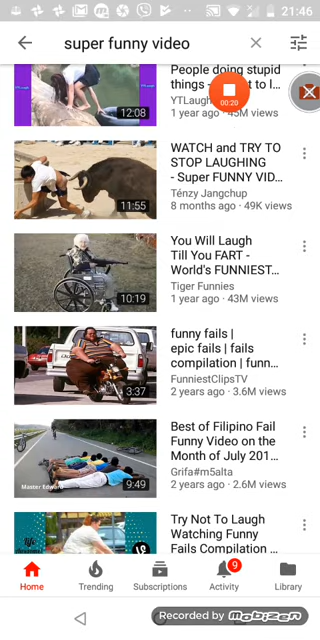 21:46
super funny video
People doing stupid
things
YTLaugh
00:20
1 year ago · 45M views
12:08
WATCH and TRY TO
STOP LAUGHING
- Super FUNNY VID...
Ténzy Jangchup
8 months ago · 49K views
11:55
You Will Laugh
Till You FART -
World's FUNNIEST...
Tiger Funnies
1 year ago · 43M views
10:19
funny fails |
epic fails | fails
compilation | funn...
FunniestClipsTV
2 years ago · 3.6M views
3:37
Best of Filipino Fail
Funny Video on the
Month of July 201...
Grifa#m5alta
2 years ago · 2.6M views
Master Edward
9:49
Try Not To Laugh
Watching Funny
Fails Compilation ...
life
9
Home
Trending
Subscriptions
Activity
Library
Recorded by MOBIZEN